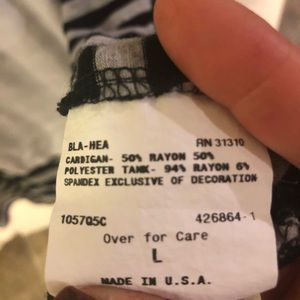 BLA-HEA RN 31310
CARDIGAN- 50% RAYON 50%
POLYESTER TANK- 94% RAYON 6%
SPANDEX EXCLUSIVE OF DECORATION
1057Q5C 426864-1
Over for Care
L
MADE IN U.S.A.